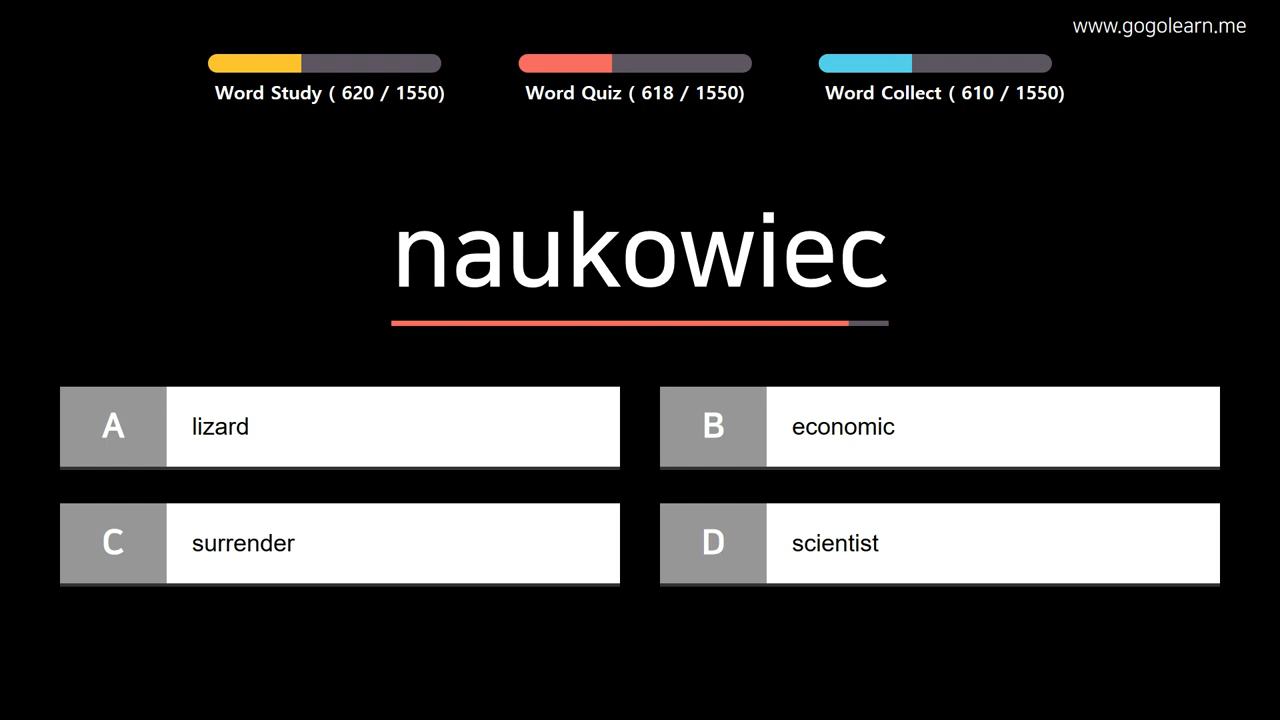 www.gogolearn.me
Word Study ( 620 / 1550)
Word Quiz ( 618 / 1550)
Word Collect ( 610 / 1550)
naukowiec
A lizard
B economic
C surrender
D scientist